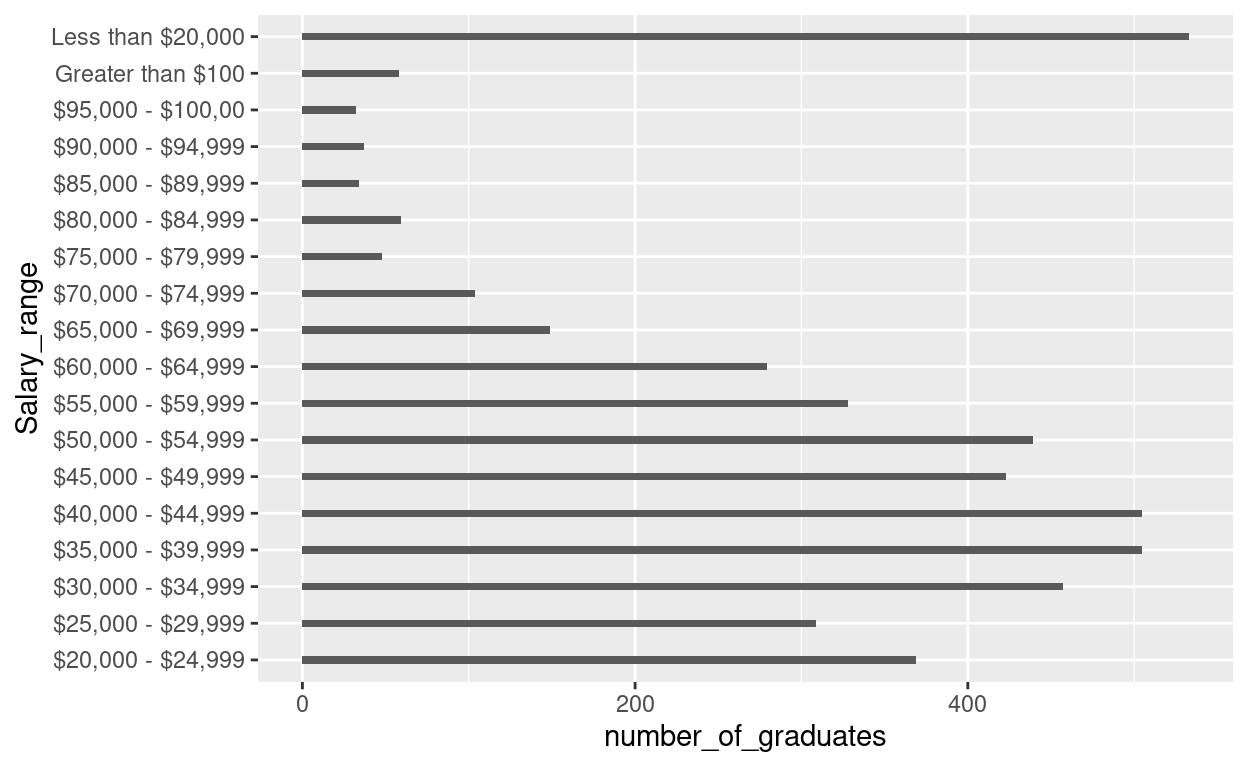 Less than $20,000
Greater than $100
$95,000 - $100,00
$90,000 - $94,999
$85,000 - $89,999
$80,000 - $84,999
$75,000 - $79,999
$70,000 - $74,999
$65,000 - $69,999
$60,000 - $64,999
$55,000 - $59,999
$50,000 - $54,999
$45,000 - $49,999
$40,000 - $44,999
$35,000 - $39,999
$30,000 - $34,999
$25,000 - $29,999
$20,000 - $24,999
Salary_range
0 200 400
number_of_graduates